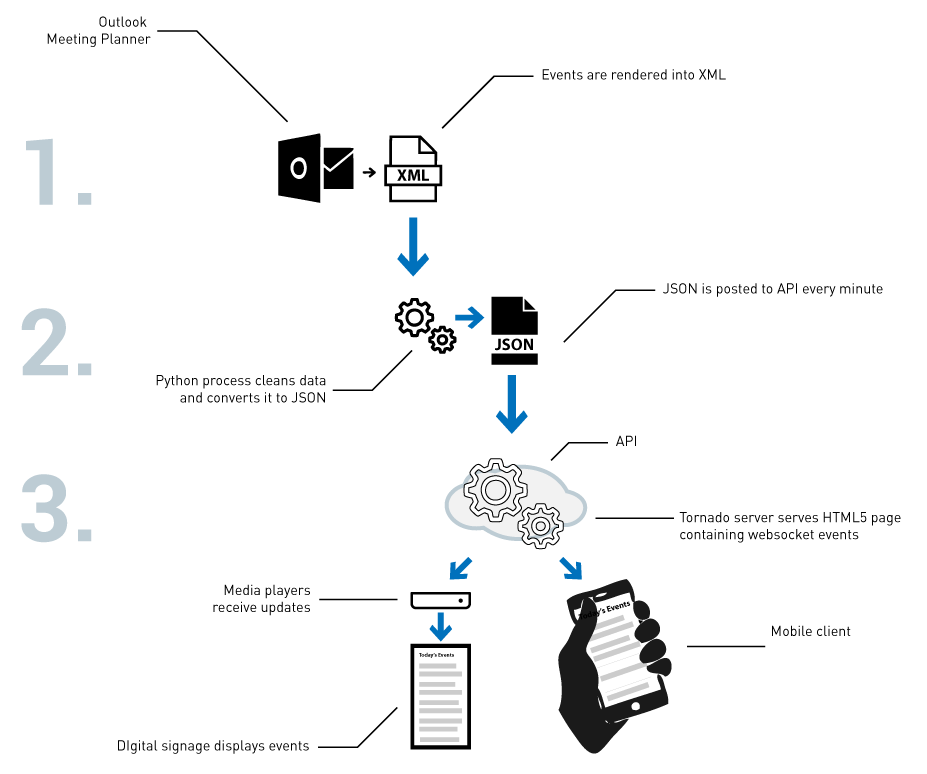 Outlook
Meeting Planner
Events are rendered into XML
1.
O
XML
2.
JSON is posted to API every minute
JSON
Python process cleans data
and converts it to JSON
API
3.
Tornado server serves HTML5 page
containing websocket events
Media players
receive updates
Today's Events
Mobile client
Today's Events
DIgital signage displays events